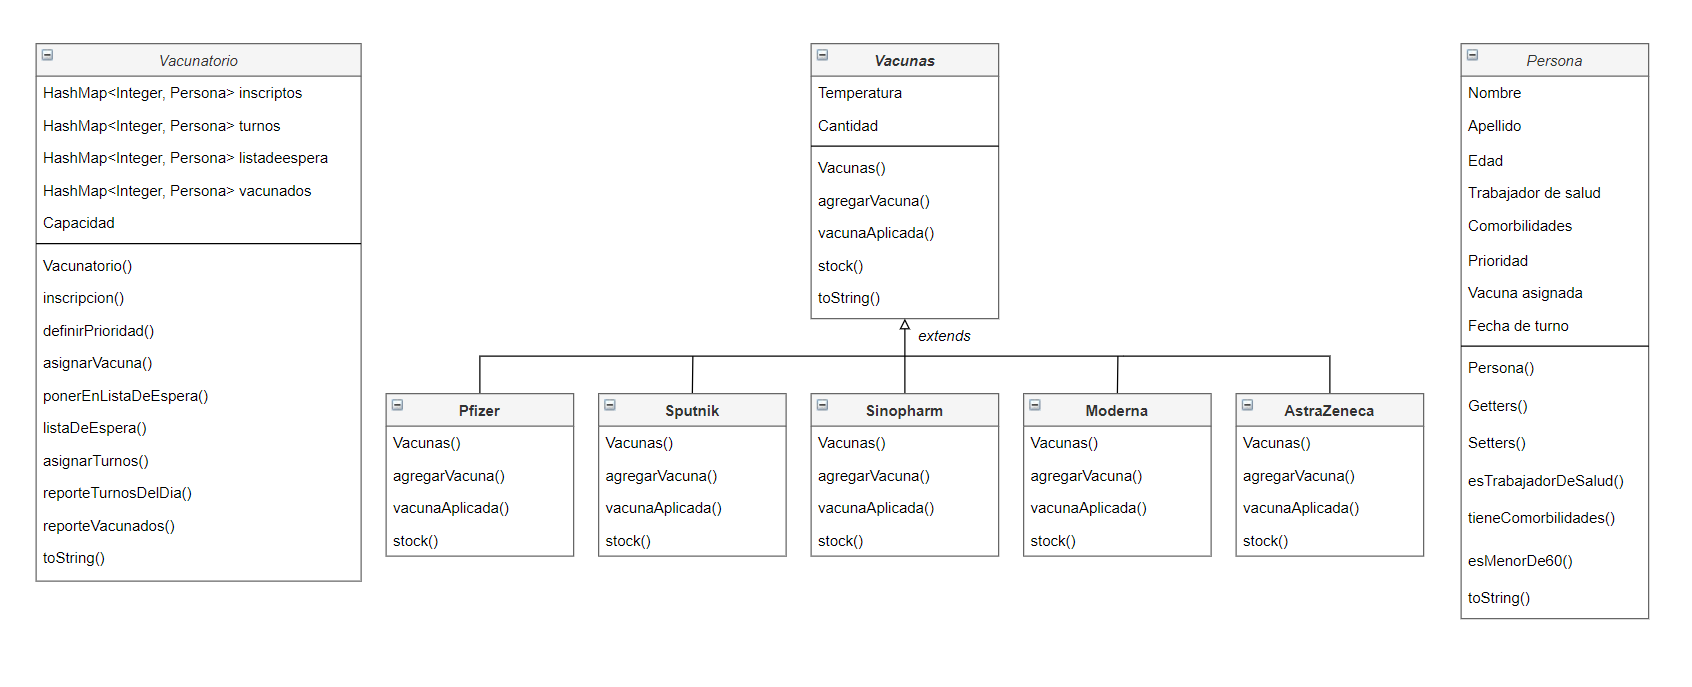 Vacunatorio
HashMap<Integer, Persona> inscriptos
HashMap<Integer, Persona> turnos
HashMap<Integer, Persona> listadeespera
HashMap<Integer, Persona> vacunados
Capacidad
Vacunatorio()
inscripcion()
definirPrioridad()
asignarVacuna()
ponerEnListaDeEspera()
listaDeEspera()
asignarTurnos()
reporteTurnosDelDia()
reporteVacunados()
toString()
Vacunas
Temperatura
Cantidad
Vacunas()
agregarVacuna()
vacunaAplicada()
stock()
toString()
extends
Pfizer
Vacunas()
agregarVacuna()
vacunaAplicada()
stock()
Sputnik
Vacunas()
agregarVacuna()
vacunaAplicada()
stock()
Sinopharm
Vacunas()
agregarVacuna()
vacunaAplicada()
stock()
Moderna
Vacunas()
agregarVacuna()
vacunaAplicada()
stock()
AstraZeneca
Vacunas()
agregarVacuna()
vacunaAplicada()
stock()
Persona
Nombre
Apellido
Edad
Trabajador de salud
Comorbilidades
Prioridad
Vacuna asignada
Fecha de turno
Persona()
Getters()
Setters()
esTrabajadorDeSalud()
tieneComorbilidades()
esMenorDe60()
toString()